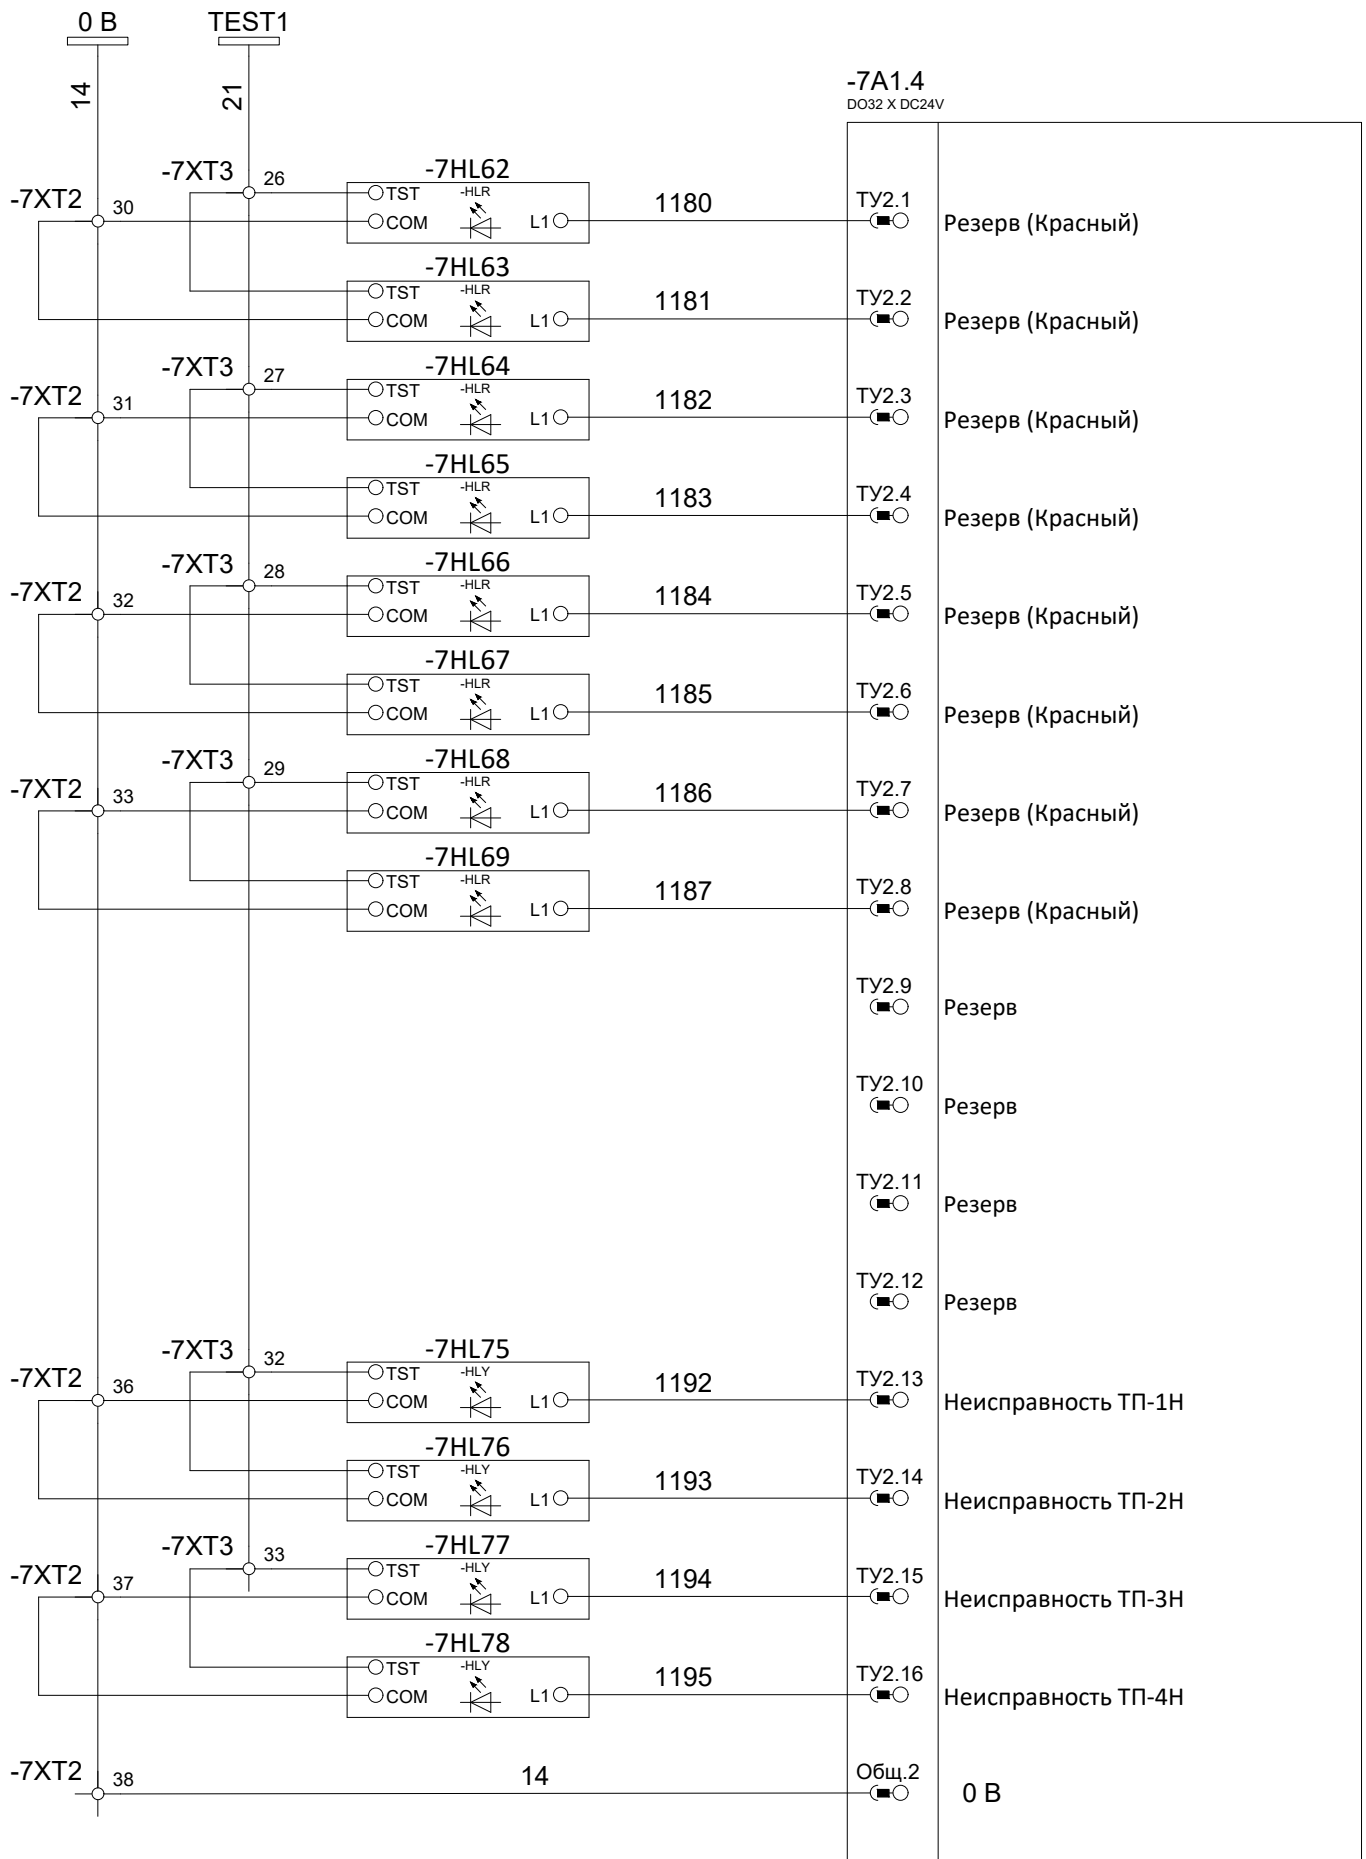 0 В
TEST1
14
21
-7A1.4
DO32 X DC24V
-7XT3
26
-7HL62
-7XT2
30
TST
-HLR
COM
L1
1180
ТУ2.1
Резерв (Красный)
-7HL63
TST
-HLR
COM
L1
1181
ТУ2.2
Резерв (Красный)
-7XT3
27
-7HL64
-7XT2
31
TST
-HLR
COM
L1
1182
ТУ2.3
Резерв (Красный)
-7HL65
TST
-HLR
COM
L1
1183
ТУ2.4
Резерв (Красный)
-7XT3
28
-7HL66
-7XT2
32
TST
-HLR
COM
L1
1184
ТУ2.5
Резерв (Красный)
-7HL67
TST
-HLR
COM
L1
1185
ТУ2.6
Резерв (Красный)
-7XT3
29
-7HL68
-7XT2
33
TST
-HLR
COM
L1
1186
ТУ2.7
Резерв (Красный)
-7HL69
TST
-HLR
COM
L1
1187
ТУ2.8
Резерв (Красный)
ТУ2.9
Резерв
ТУ2.10
Резерв
ТУ2.11
Резерв
ТУ2.12
Резерв
-7XT3
32
-7HL75
-7XT2
36
TST
-HLY
COM
L1
1192
ТУ2.13
Неисправность ТП-1Н
-7HL76
TST
-HLY
COM
L1
1193
ТУ2.14
Неисправность ТП-2Н
-7XT3
33
-7HL77
-7XT2
37
TST
-HLY
COM
L1
1194
ТУ2.15
Неисправность ТП-3Н
-7HL78
TST
-HLY
COM
L1
1195
ТУ2.16
Неисправность ТП-4Н
-7XT2
38
14
Общ.2
0 В